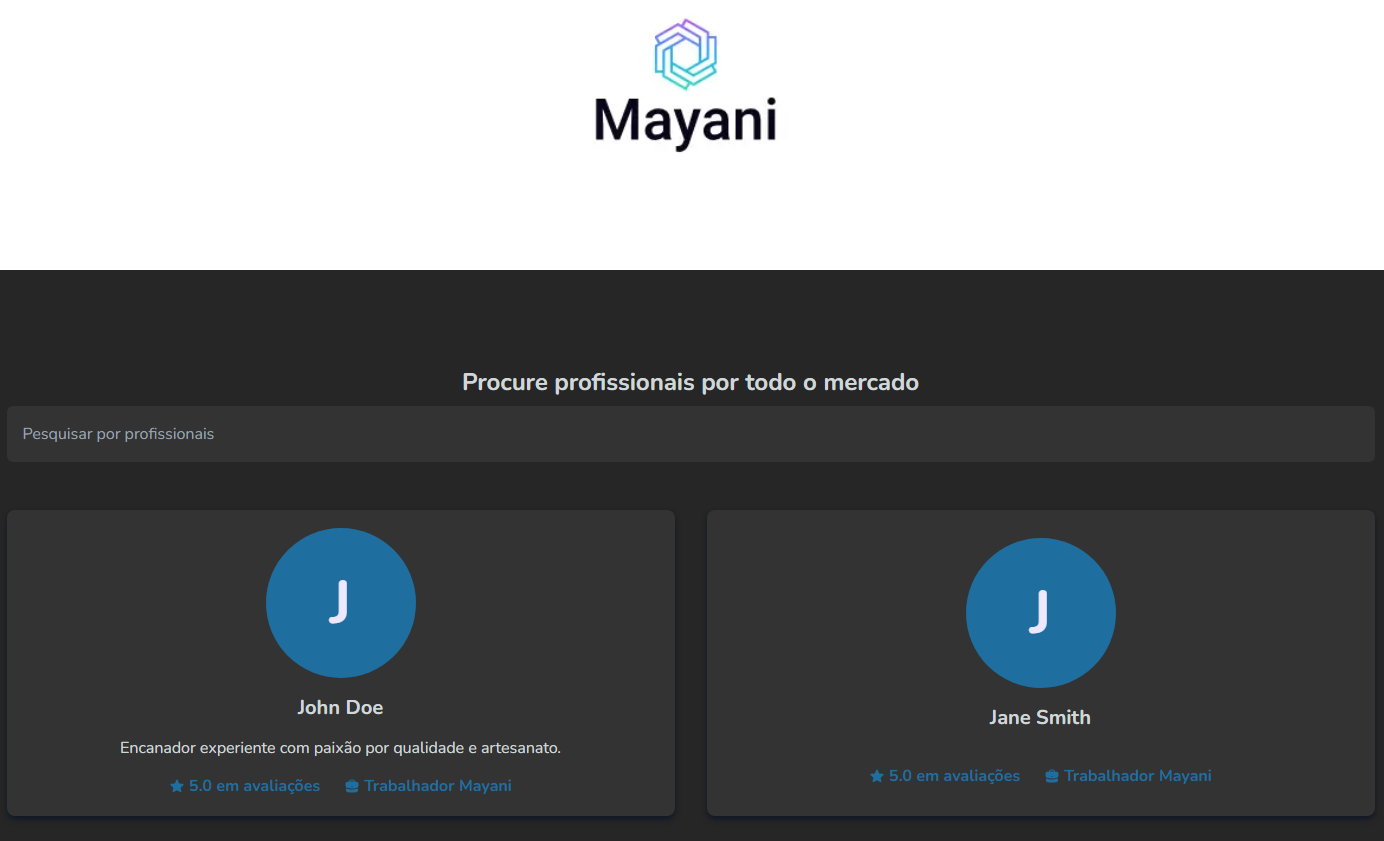 Mayani
Procure profissionais por todo o mercado
Pesquisar por profissionais
J
John Doe
Encanador experiente com paixão por qualidade e artesanato.
5.0 em avaliações Trabalhador Mayani
J
Jane Smith
5.0 em avaliações Trabalhador Mayani